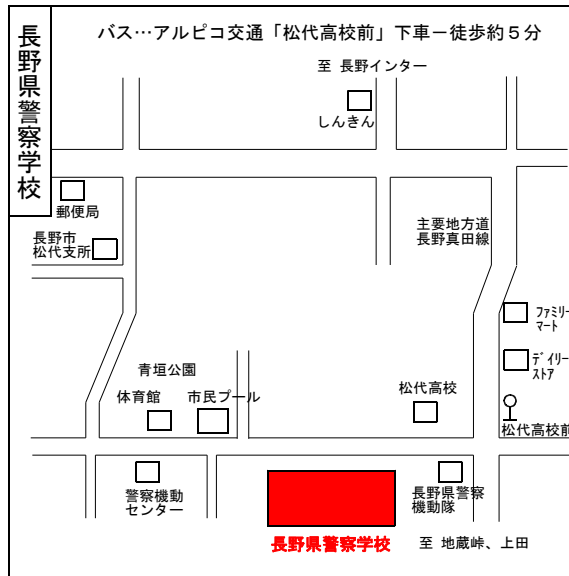 長野県警察学校
バス…アルピコ交通「松代高校前」下車－徒歩約５分
至 長野インター
しんきん
郵便局
長野市
松代支所
主要地方道
長野真田線
ﾌｧﾐﾘｰ
ﾏｰﾄ
ﾃﾞｲﾘｰ
ｽﾄｱ
青垣公園
体育館
市民プール
松代高校
松代高校前
警察機動
センター
長野県警察
機動隊
長野県警察学校
至 地蔵峠、上田